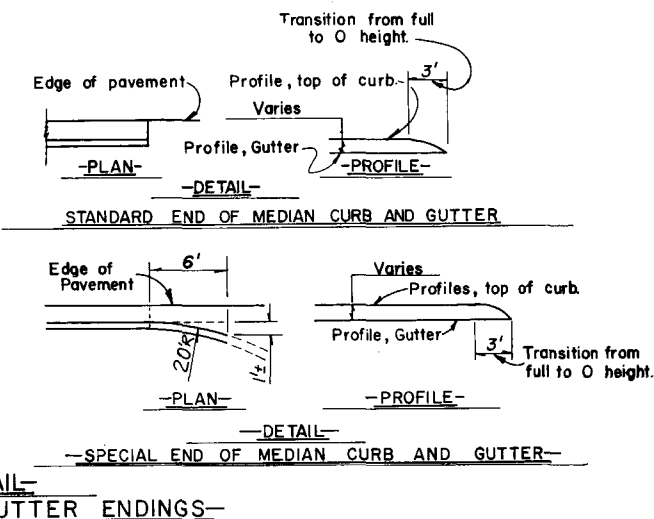 Transition from full
to O height.
3'
Edge of pavement
Profile, top of curb.
Varies
Profile, Gutter
-PLAN-
-PROFILE-
-DETAIL-
STANDARD END OF MEDIAN CURB AND GUTTER
6'
Edge of
Pavement
20'R
1'±
Varies
Profiles, top of curb.
Profile, Gutter
3'
Transition from
full to O height.
-PLAN-
-PROFILE-
-DETAIL-
-SPECIAL END OF MEDIAN CURB AND GUTTER-
AIL-
UTTER ENDINGS-